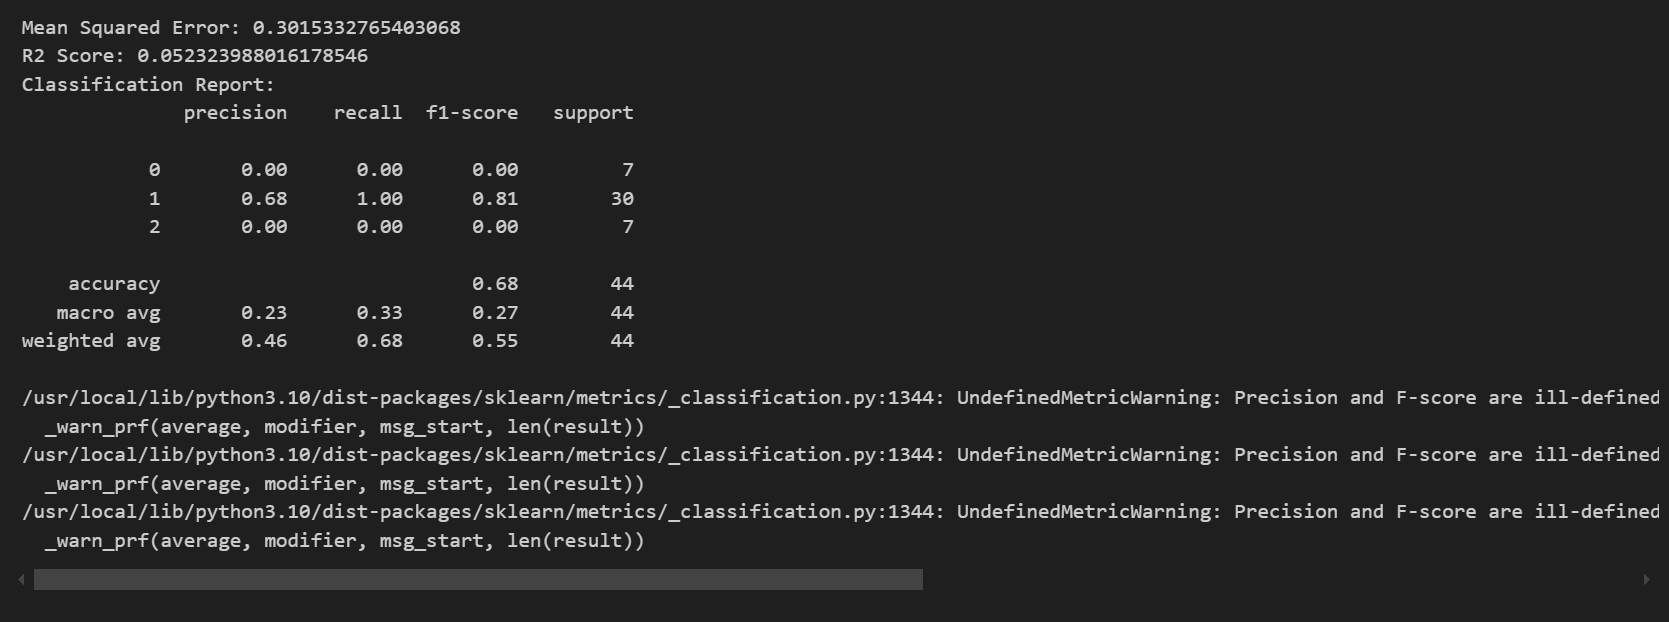 Mean Squared Error: 0.3015332765403068
R2 Score: 0.052323988016178546
Classification Report:
              precision    recall  f1-score   support

           0       0.00      0.00      0.00         7
           1       0.68      1.00      0.81        30
           2       0.00      0.00      0.00         7

    accuracy                           0.68        44
   macro avg       0.23      0.33      0.27        44
weighted avg       0.46      0.68      0.55        44

/usr/local/lib/python3.10/dist-packages/sklearn/metrics/_classification.py:1344: UndefinedMetricWarning: Precision and F-score are ill-defined
  _warn_prf(average, modifier, msg_start, len(result))
/usr/local/lib/python3.10/dist-packages/sklearn/metrics/_classification.py:1344: UndefinedMetricWarning: Precision and F-score are ill-defined
  _warn_prf(average, modifier, msg_start, len(result))
/usr/local/lib/python3.10/dist-packages/sklearn/metrics/_classification.py:1344: UndefinedMetricWarning: Precision and F-score are ill-defined
  _warn_prf(average, modifier, msg_start, len(result))